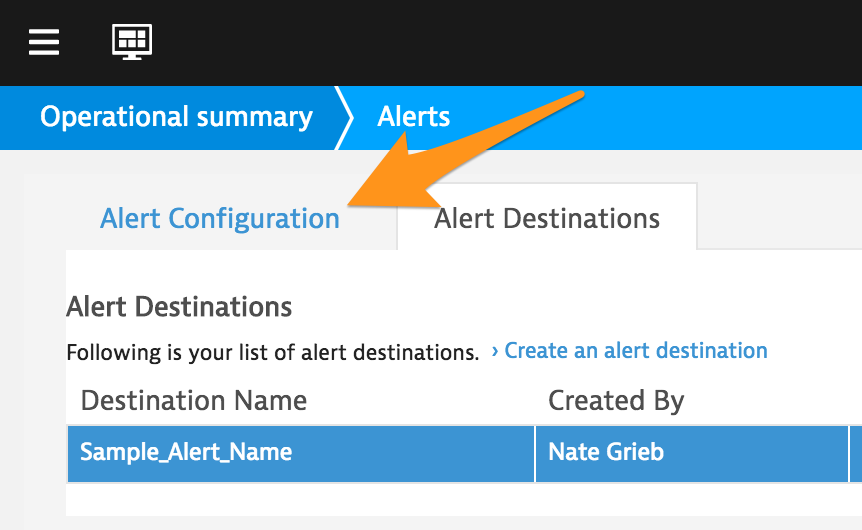 Operational summary
Alerts
Alert Configuration
Alert Destinations
Alert Destinations
Following is your list of alert destinations. › Create an alert destination
Destination Name Created By
Sample_Alert_Name Nate Grieb